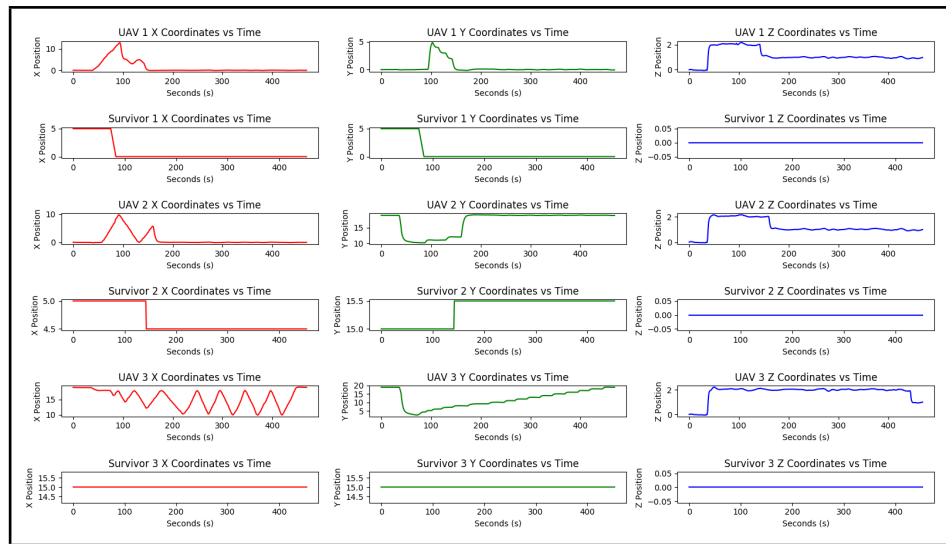 UAV 1 X Coordinates vs Time
X Position
10
0
0 100 200 300 400
Seconds (s)
UAV 1 Y Coordinates vs Time
Y Position
5
0
0 100 200 300 400
Seconds (s)
UAV 1 Z Coordinates vs Time
Z Position
2
0
0 100 200 300 400
Seconds (s)
Survivor 1 X Coordinates vs Time
X Position
5
0
0 100 200 300 400
Seconds (s)
Survivor 1 Y Coordinates vs Time
Y Position
5
0
0 100 200 300 400
Seconds (s)
Survivor 1 Z Coordinates vs Time
Z Position
0.05
0.00
−0.05
0 100 200 300 400
Seconds (s)
UAV 2 X Coordinates vs Time
X Position
10
0
0 100 200 300 400
Seconds (s)
UAV 2 Y Coordinates vs Time
Y Position
15
10
0 100 200 300 400
Seconds (s)
UAV 2 Z Coordinates vs Time
Z Position
2
0
0 100 200 300 400
Seconds (s)
Survivor 2 X Coordinates vs Time
X Position
5.0
4.5
0 100 200 300 400
Seconds (s)
Survivor 2 Y Coordinates vs Time
Y Position
15.5
15.0
0 100 200 300 400
Seconds (s)
Survivor 2 Z Coordinates vs Time
Z Position
0.05
0.00
−0.05
0 100 200 300 400
Seconds (s)
UAV 3 X Coordinates vs Time
X Position
15
10
0 100 200 300 400
Seconds (s)
UAV 3 Y Coordinates vs Time
Y Position
20
15
10
5
0 100 200 300 400
Seconds (s)
UAV 3 Z Coordinates vs Time
Z Position
2
0
0 100 200 300 400
Seconds (s)
Survivor 3 X Coordinates vs Time
X Position
15.5
15.0
14.5
0 100 200 300 400
Seconds (s)
Survivor 3 Y Coordinates vs Time
Y Position
15.5
15.0
14.5
0 100 200 300 400
Seconds (s)
Survivor 3 Z Coordinates vs Time
Z Position
0.05
0.00
−0.05
0 100 200 300 400
Seconds (s)